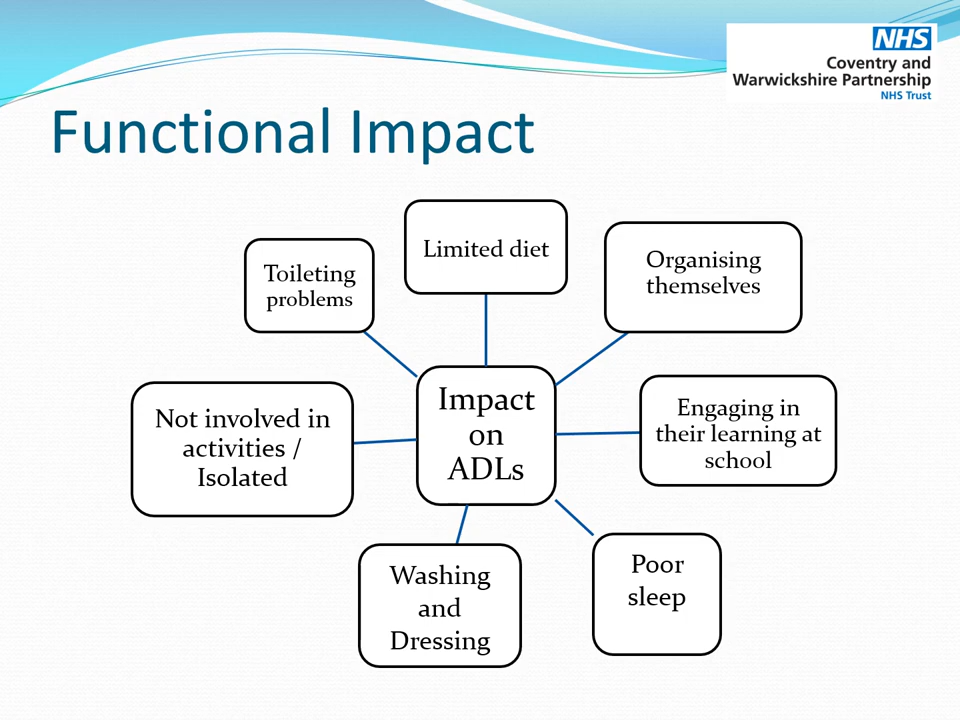 NHS
Coventry and
Warwickshire Partnership
NHS Trust
Functional Impact
Limited diet
Toileting
problems
Organising
themselves
Impact
on
ADLs
Not involved in
activities /
Isolated
Engaging in
their learning at
school
Washing
and
Dressing
Poor
sleep